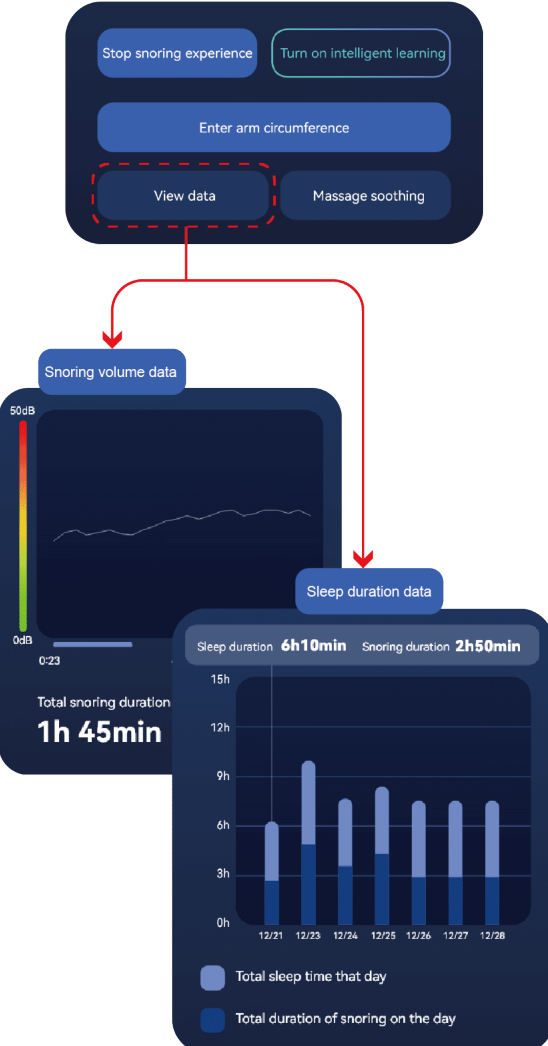 Stop snoring experience
Turn on intelligent learning
Enter arm circumference
View data
Massage soothing
Snoring volume data
50dB
0dB
0:23
Total snoring duration
1h 45min
Sleep duration data
Sleep duration 6h10min Snoring duration 2h50min
15h
12h
9h
6h
3h
0h
12/21 12/23 12/24 12/25 12/26 12/27 12/28
Total sleep time that day
Total duration of snoring on the day